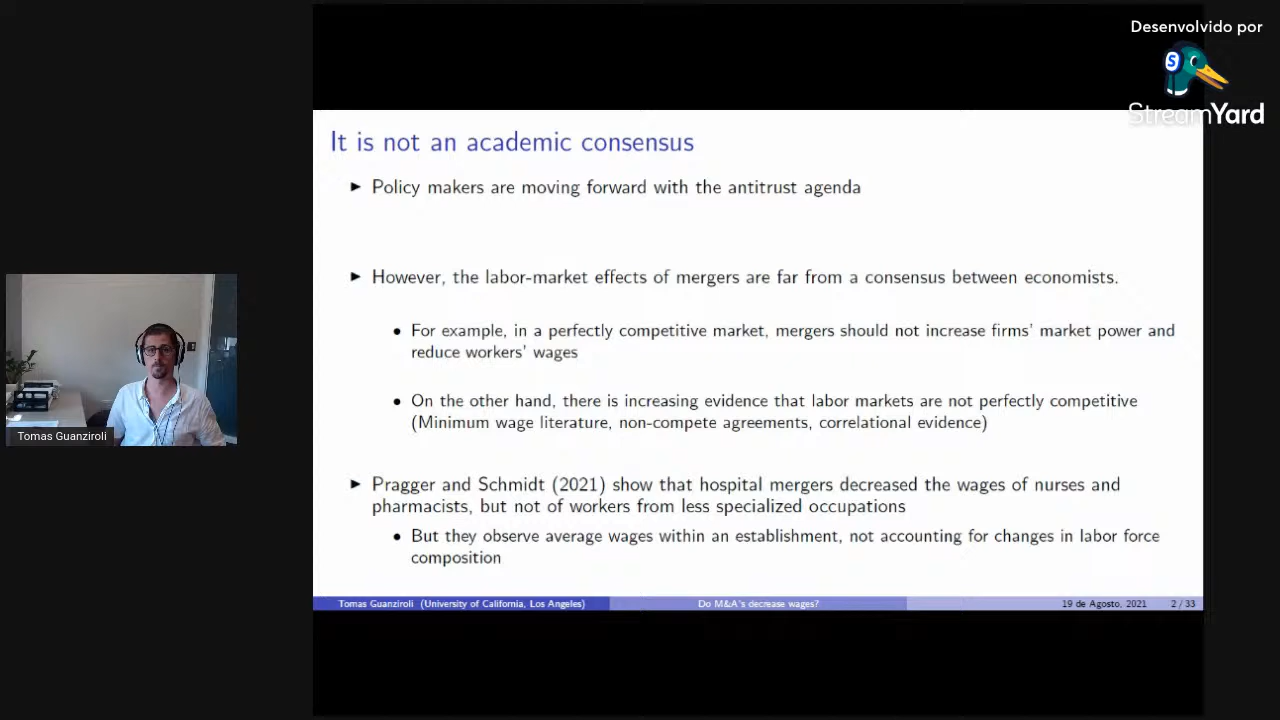 Desenvolvido por
StreamYard
It is not an academic consensus
Policy makers are moving forward with the antitrust agenda
However, the labor-market effects of mergers are far from a consensus between economists.
For example, in a perfectly competitive market, mergers should not increase firms' market power and
reduce workers' wages
On the other hand, there is increasing evidence that labor markets are not perfectly competitive
(Minimum wage literature, non-compete agreements, correlational evidence)
Pragger and Schmidt (2021) show that hospital mergers decreased the wages of nurses and
pharmacists, but not of workers from less specialized occupations
But they observe average wages within an establishment, not accounting for changes in labor force
composition
Tomas Guanziroli
Tomas Guanziroli (University of California, Los Angeles) Do M&A's decrease wages? 19 de Agosto, 2021 2 / 33